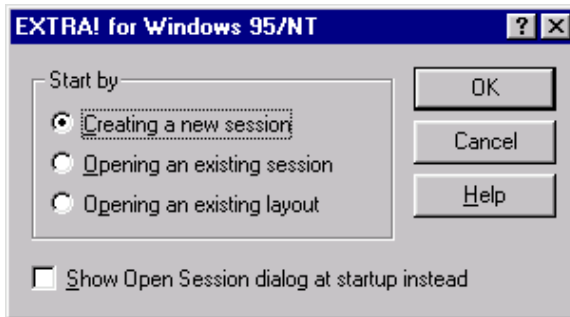 EXTRA! for Windows 95/NT
Start by
Creating a new session
Opening an existing session
Opening an existing layout
OK
Cancel
Help
Show Open Session dialog at startup instead